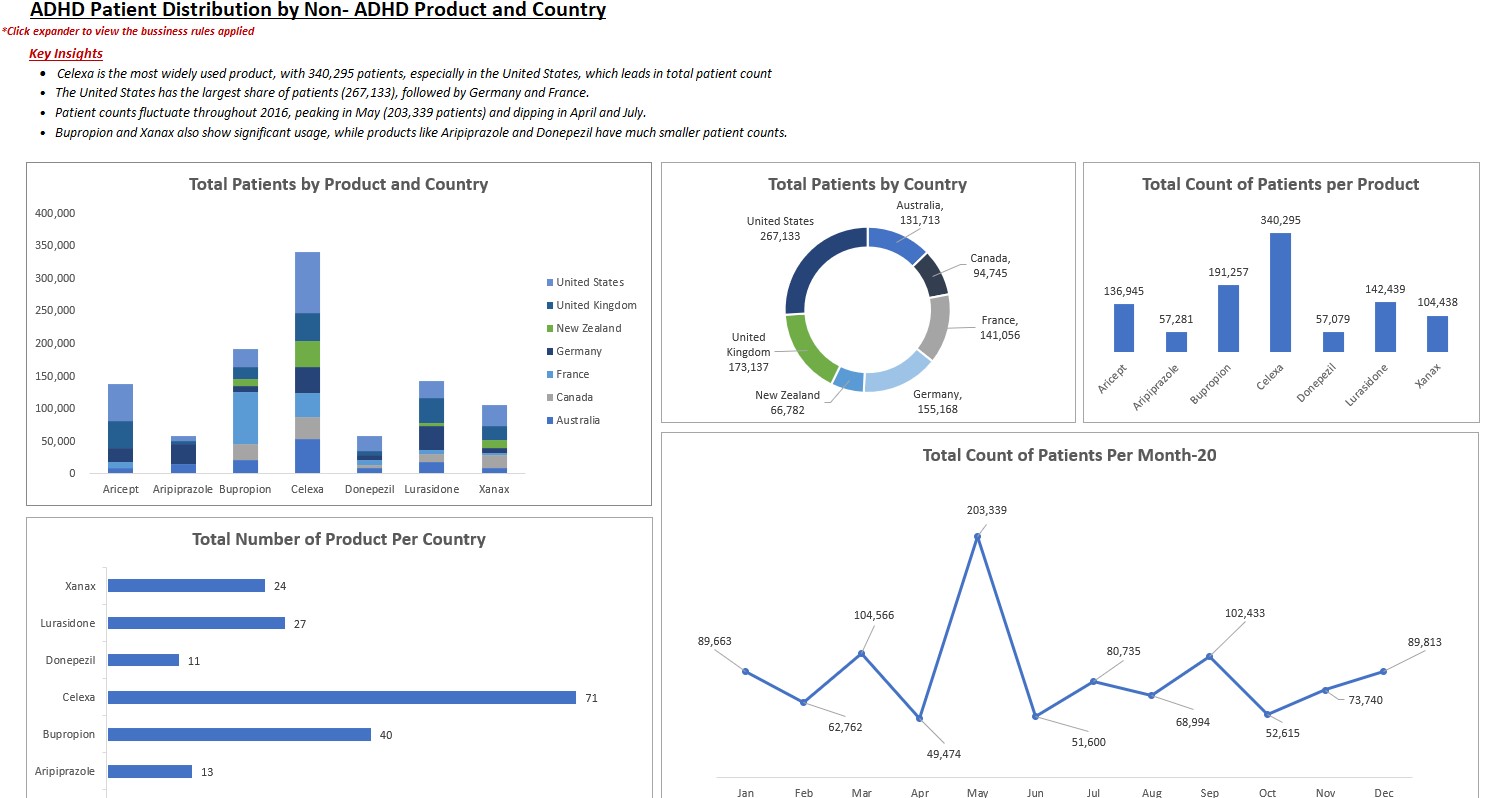 ADHD Patient Distribution by Non- ADHD Product and Country
*Click expander to view the bussiness rules applied
Key Insights
• Celexa is the most widely used product, with 340,295 patients, especially in the United States, which leads in total patient count
• The United States has the largest share of patients (267,133), followed by Germany and France.
• Patient counts fluctuate throughout 2016, peaking in May (203,339 patients) and dipping in April and July.
• Bupropion and Xanax also show significant usage, while products like Aripiprazole and Donepezil have much smaller patient counts.
Total Patients by Product and Country
400,000
350,000
300,000
250,000
200,000
150,000
100,000
50,000
0
Aricept Aripiprazole Bupropion Celexa Donepezil Lurasidone Xanax
United States
United Kingdom
New Zealand
Germany
France
Canada
Australia
Total Patients by Country
Australia,
131,713
Canada,
94,745
France,
141,056
Germany,
155,168
New Zealand
66,782
United
Kingdom
173,137
United States
267,133
Total Count of Patients per Product
136,945
57,281
191,257
340,295
57,079
142,439
104,438
Aricept
Aripiprazole
Bupropion
Celexa
Donepezil
Lurasidone
Xanax
Total Number of Product Per Country
Xanax 24
Lurasidone 27
Donepezil 11
Celexa 71
Bupropion 40
Aripiprazole 13
Total Count of Patients Per Month-20
89,663
62,762
104,566
49,474
203,339
51,600
80,735
68,994
102,433
52,615
73,740
89,813
Jan Feb Mar Apr May Jun Jul Aug Sep Oct Nov Dec